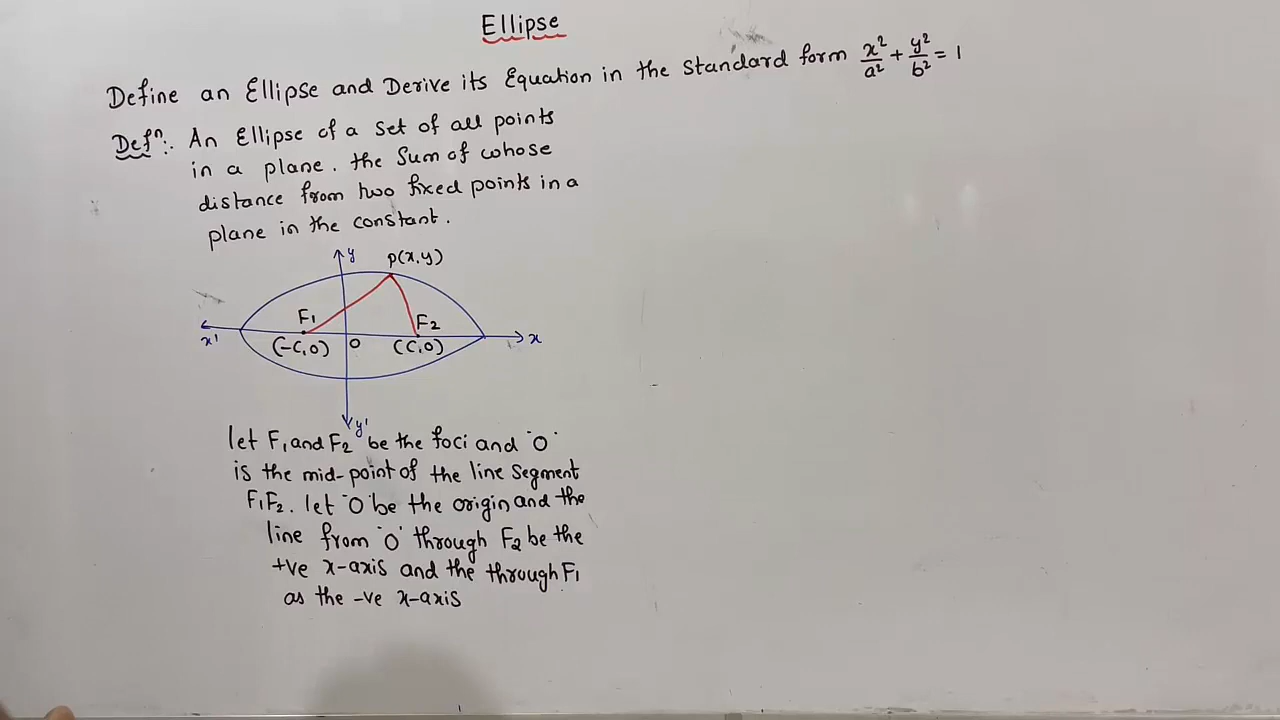 Ellipse
Define an Ellipse and Derive its Equation in the standard form x²/a² + y²/b² = 1
Defⁿ:. An Ellipse of a set of all points
in a plane. the sum of whose
distance from two fixed points in a
plane in the constant.
y
P(x,y)
F₁
F₂
x'
(-c,0)
O
(c,0)
x
y'
let F₁ and F₂ be the foci and 'O'
is the mid-point of the line segment
F₁F₂. let 'O' be the origin and the
line from 'O' through F₂ be the
+ve x-axis and the through F₁
as the -ve x-axis